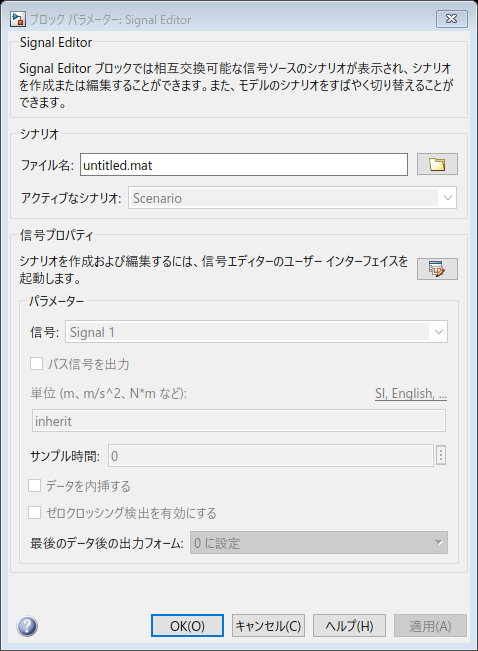 ブロック パラメーター: Signal Editor
Signal Editor
Signal Editor ブロックでは相互交換可能な信号ソースのシナリオが表示され、シナリオ
を作成または編集することができます。また、モデルのシナリオをすばやく切り替えることが
できます。
シナリオ
ファイル名: untitled.mat
アクティブなシナリオ: Scenario
信号プロパティ
シナリオを作成および編集するには、信号エディターのユーザー インターフェイスを
起動します。
パラメーター
信号: Signal 1
バス信号を出力
単位 (m、m/s^2、N*m など): SI, English, ...
inherit
サンプル時間: 0
データを内挿する
ゼロクロッシング検出を有効にする
最後のデータ後の出力フォーム: 0 に設定
OK(O) キャンセル(C) ヘルプ(H) 適用(A)